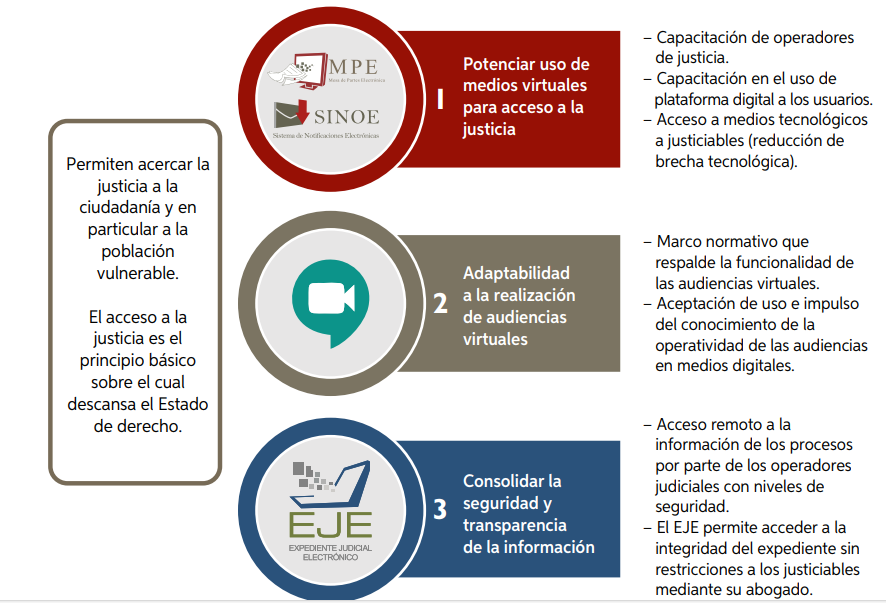 Permiten acercar la
justicia a la
ciudadanía y en
particular a la
población
vulnerable.
El acceso a la
justicia es el
principio básico
sobre el cual
descansa el Estado
de derecho.
MPE
Mesa de Partes Electrónica
SINOE
Sistema de Notificaciones Electrónicas
1
Potenciar uso de
medios virtuales
para acceso a la
justicia
– Capacitación de operadores
de justicia.
– Capacitación en el uso de
plataforma digital a los usuarios.
– Acceso a medios tecnológicos
a justiciables (reducción de
brecha tecnológica).
2
Adaptabilidad
a la realización
de audiencias
virtuales
– Marco normativo que
respalde la funcionalidad de
las audiencias virtuales.
– Aceptación de uso e impulso
del conocimiento de la
operatividad de las audiencias
en medios digitales.
EJE
EXPEDIENTE JUDICIAL
ELECTRÓNICO
3
Consolidar la
seguridad y
transparencia
de la información
– Acceso remoto a la
información de los procesos
por parte de los operadores
judiciales con niveles de
seguridad.
– El EJE permite acceder a la
integridad del expediente sin
restricciones a los justiciables
mediante su abogado.